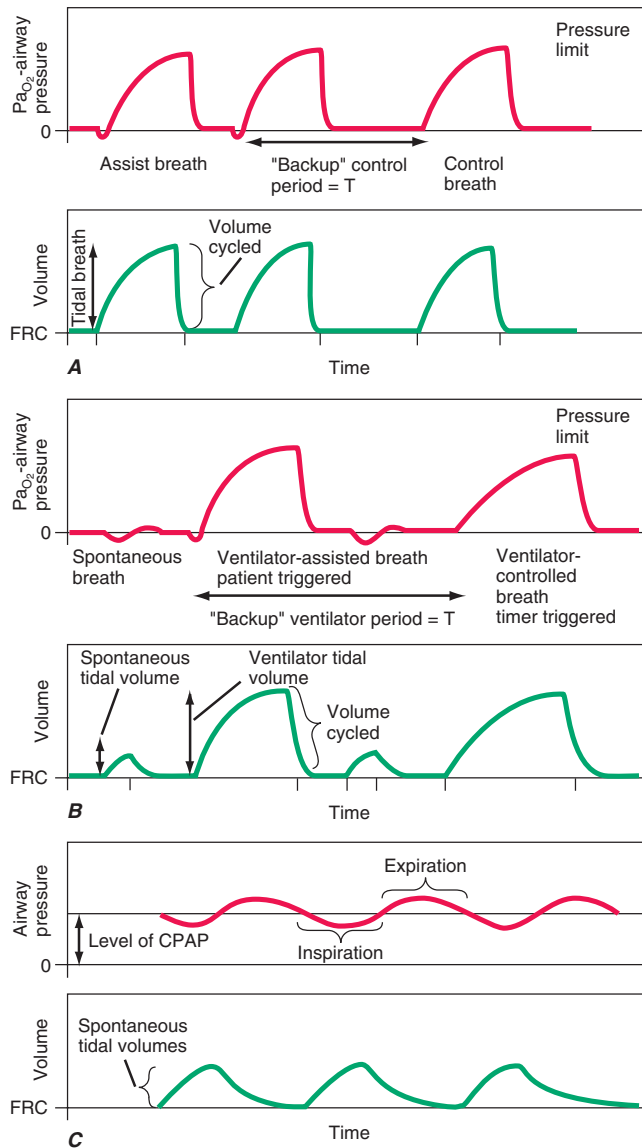 Pressure
limit
PaO2-airway
pressure
0
Assist breath
"Backup" control
period = T
Control
breath
Volume
Tidal breath
Volume
cycled
FRC
A
Time
Pressure
limit
PaO2-airway
pressure
0
Spontaneous
breath
Ventilator-assisted breath
patient triggered
Ventilator-
controlled
breath
timer triggered
"Backup" ventilator period = T
Spontaneous
tidal volume
Ventilator tidal
volume
Volume
cycled
Volume
FRC
B
Time
Airway
pressure
Expiration
Level of CPAP
Inspiration
0
Spontaneous
tidal volumes
Volume
FRC
C
Time